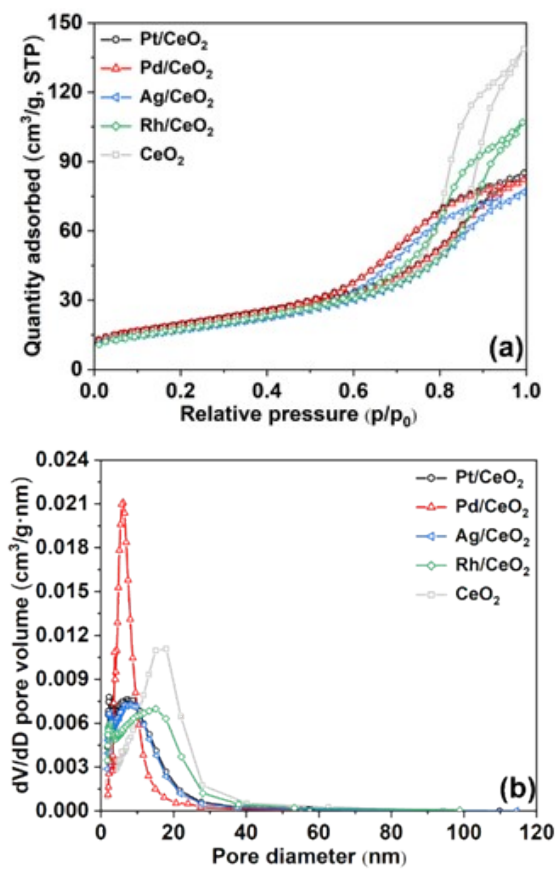 150
120
90
60
30
0
Quantity adsorbed (cm³/g, STP)
Pt/CeO₂
Pd/CeO₂
Ag/CeO₂
Rh/CeO₂
CeO₂
(a)
0.0 0.2 0.4 0.6 0.8 1.0
Relative pressure (p/p₀)
0.024
0.021
0.018
0.015
0.012
0.009
0.006
0.003
0.000
dV/dD pore volume (cm³/g·nm)
Pt/CeO₂
Pd/CeO₂
Ag/CeO₂
Rh/CeO₂
CeO₂
(b)
0 20 40 60 80 100 120
Pore diameter (nm)